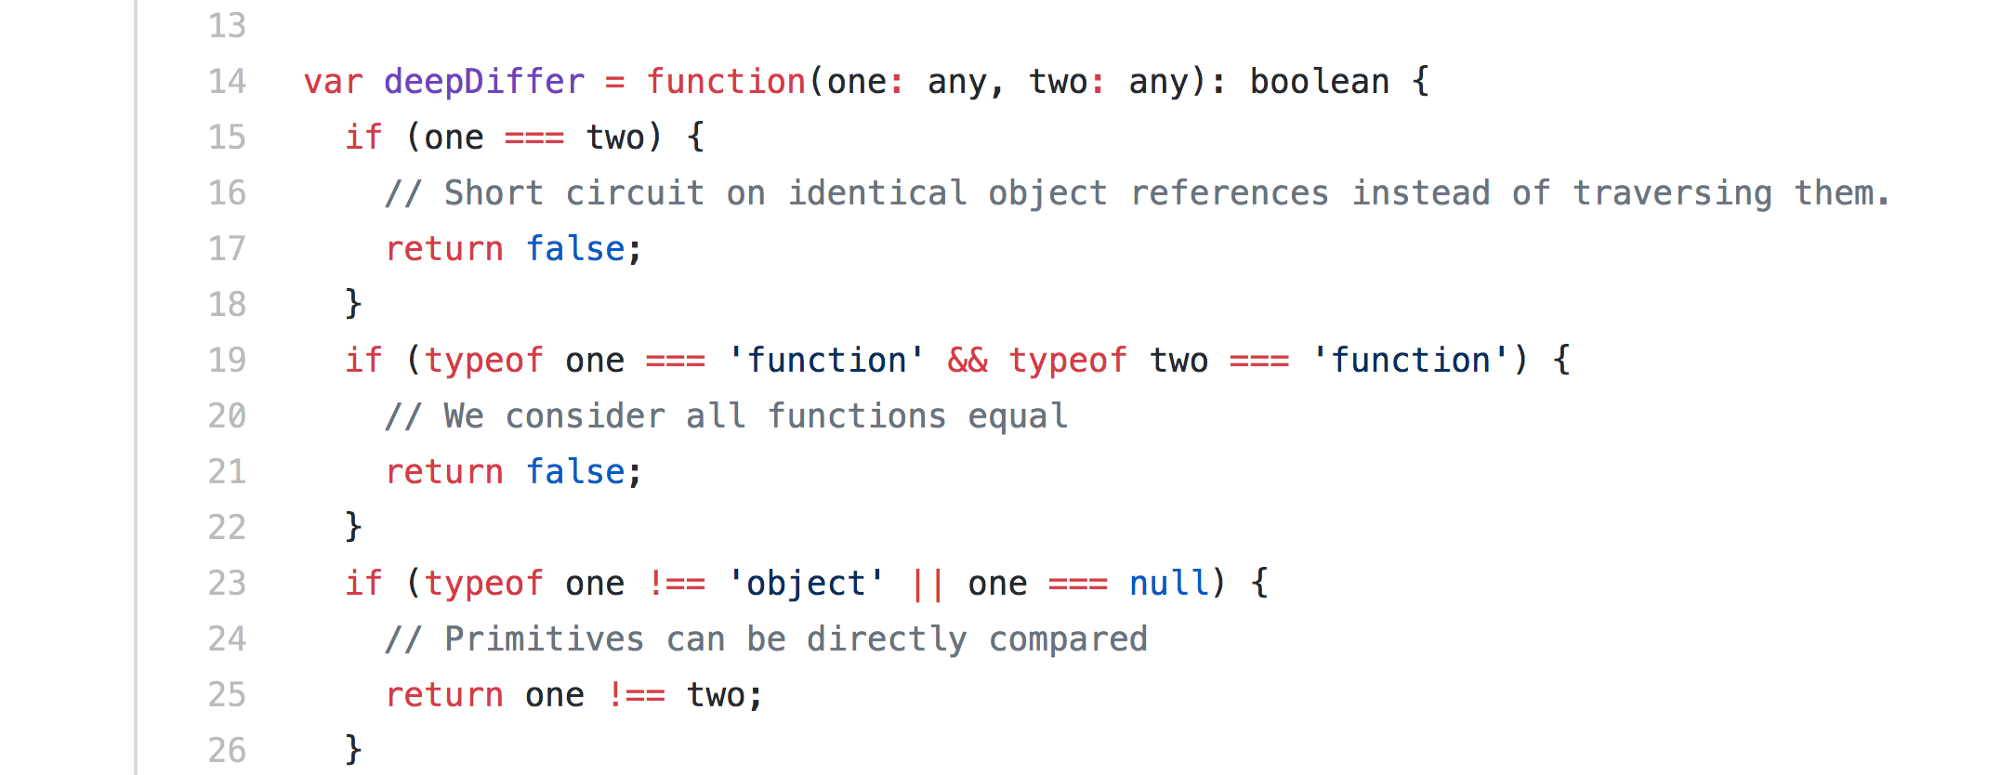 13
14 var deepDiffer = function(one: any, two: any): boolean {
15 if (one === two) {
16 // Short circuit on identical object references instead of traversing them.
17 return false;
18 }
19 if (typeof one === 'function' && typeof two === 'function') {
20 // We consider all functions equal
21 return false;
22 }
23 if (typeof one !== 'object' || one === null) {
24 // Primitives can be directly compared
25 return one !== two;
26 }